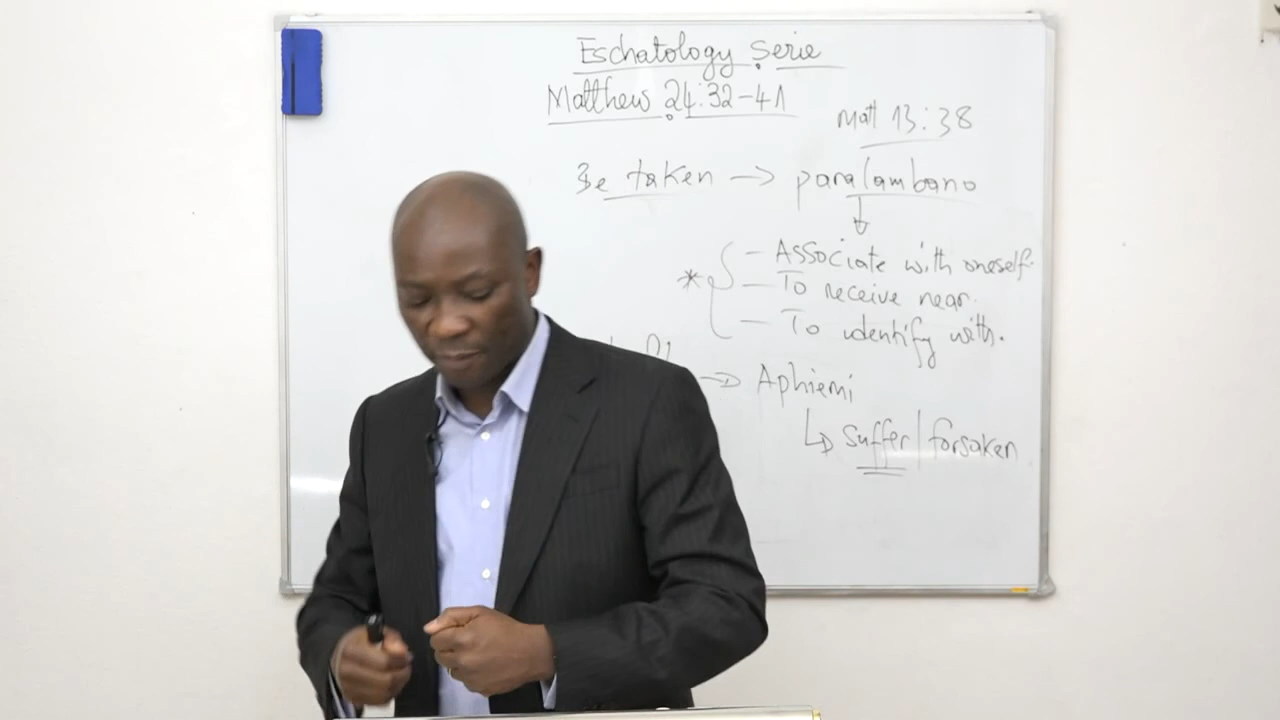 Eschatology Serie
Matthew 24:32-41
Matt 13:38
Be taken → paralambano
↓
- Associate with oneself.
* - To receive near.
- To identify with.
→ Aphiemi
↳ suffer/forsaken